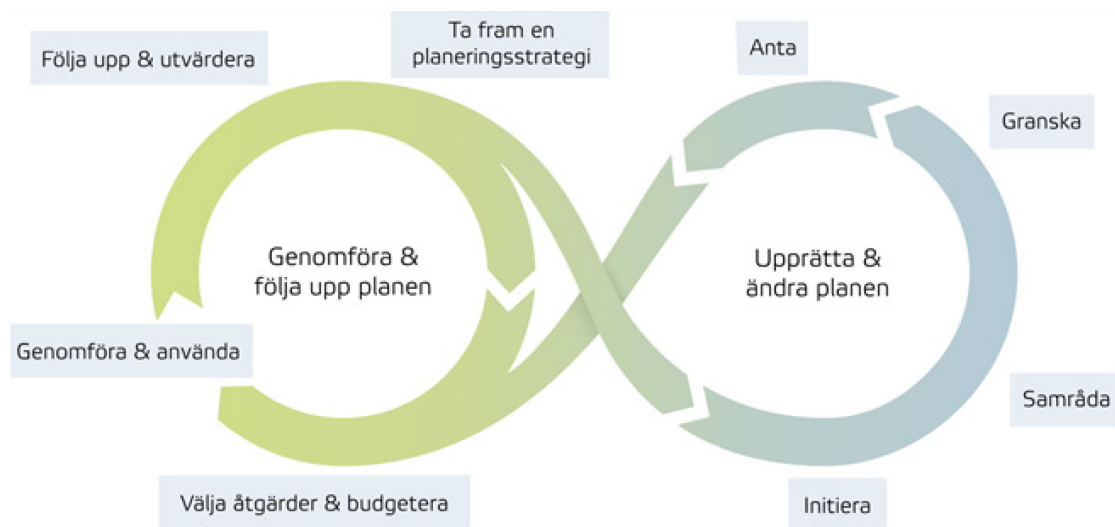 Följa upp & utvärdera
Ta fram en
planeringsstrategi
Anta
Granska
Genomföra &
följa upp planen
Upprätta &
ändra planen
Genomföra & använda
Samråda
Välja åtgärder & budgetera
Initiera